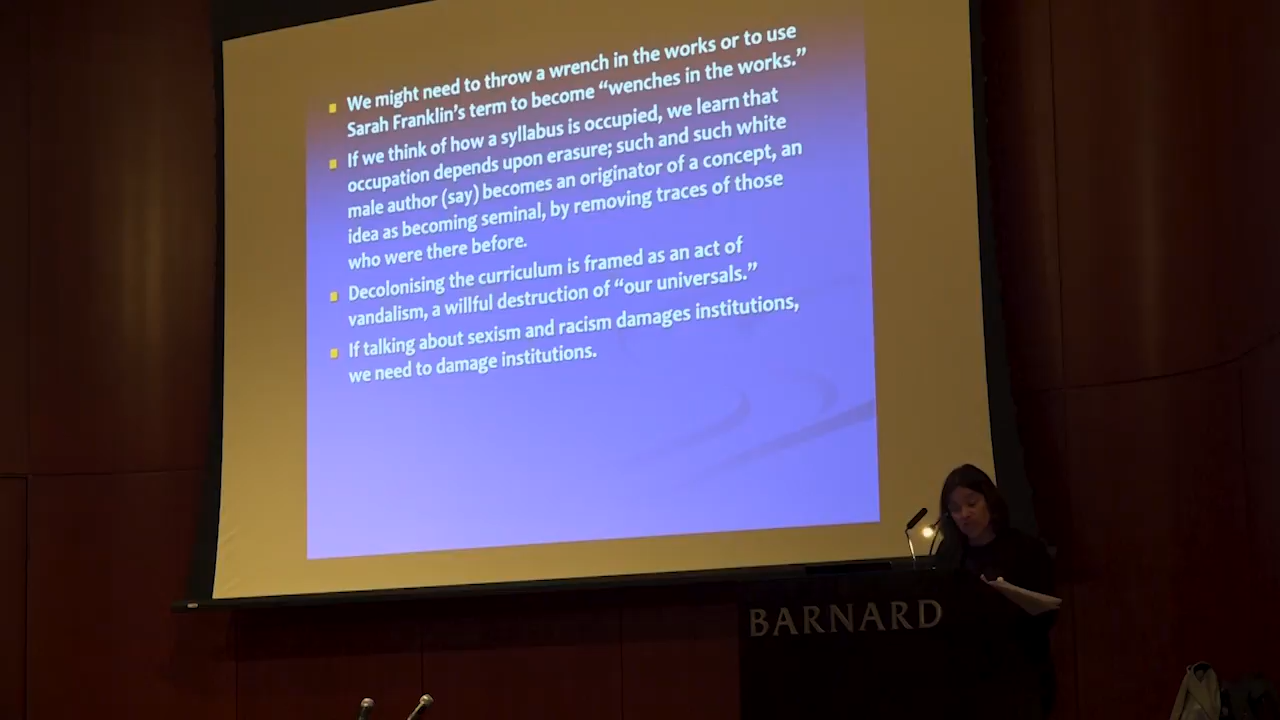 We might need to throw a wrench in the works or to use
Sarah Franklin's term to become “wenches in the works.”
If we think of how a syllabus is occupied, we learn that
occupation depends upon erasure; such and such white
male author (say) becomes an originator of a concept, an
idea as becoming seminal, by removing traces of those
who were there before.
Decolonising the curriculum is framed as an act of
vandalism, a willful destruction of “our universals.”
If talking about sexism and racism damages institutions,
we need to damage institutions.
BARNARD